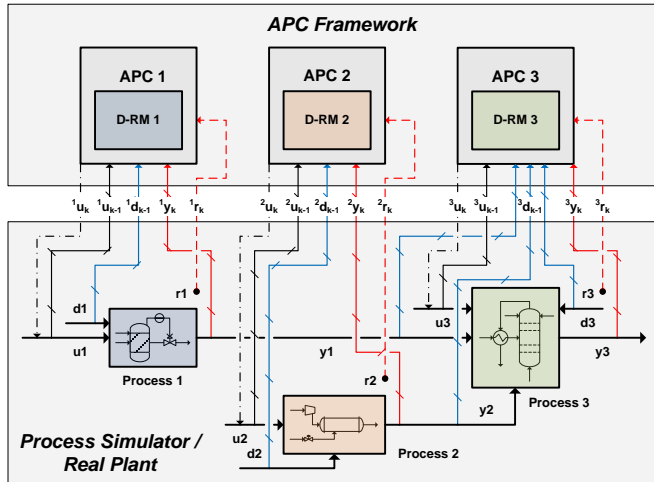 APC Framework
APC 1
APC 2
APC 3
D-RM 1
D-RM 2
D-RM 3
¹uₖ ¹uₖ₋₁ ¹dₖ₋₁ ¹yₖ ¹rₖ
²uₖ ²uₖ₋₁ ²dₖ₋₁ ²yₖ ²rₖ
³uₖ ³uₖ₋₁ ³dₖ₋₁ ³yₖ ³rₖ
d1
r1
u1
Process 1
y1
u3
r3
d3
y3
Process 3
r2
y2
u2
d2
Process 2
Process Simulator /
Real Plant